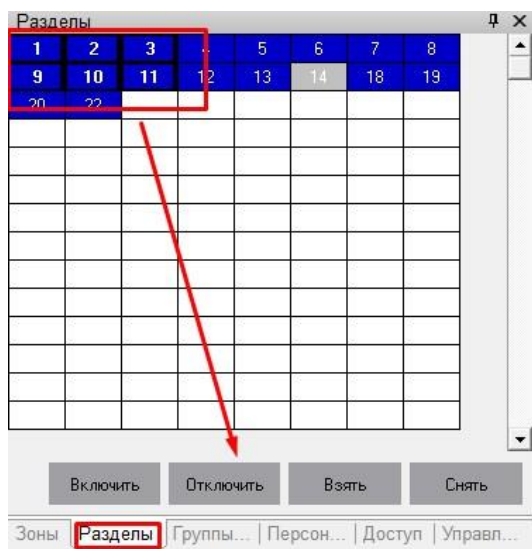 Разделы
1 2 3 4 5 6 7 8
9 10 11 12 13 14 18 19
20 22
Включить Отключить Взять Снять
Зоны Разделы Группы... Персон... Доступ Управл...